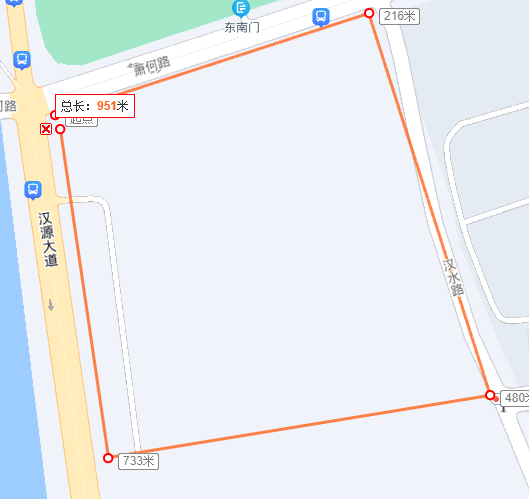 216米
东南门
萧何路
何路
总长：951米
起点
汉源大道
汉水路
480米
733米